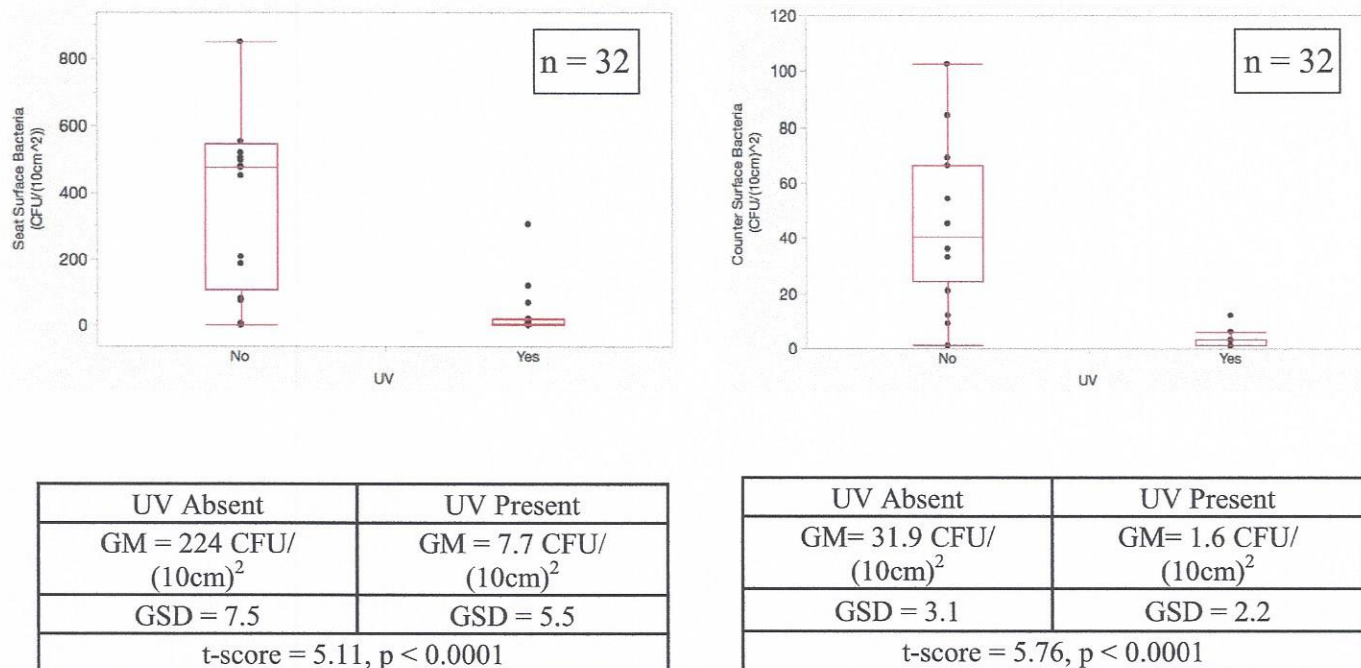 n = 32
800
600
400
200
0
Seat Surface Bacteria
(CFU/(10cm^2))
No
Yes
UV
n = 32
120
100
80
60
40
20
0
Counter Surface Bacteria
(CFU/(10cm)^2)
No
Yes
UV
UV Absent UV Present
GM = 224 CFU/ GM = 7.7 CFU/
(10cm)² (10cm)²
GSD = 7.5 GSD = 5.5
t-score = 5.11, p < 0.0001
UV Absent UV Present
GM= 31.9 CFU/ GM= 1.6 CFU/
(10cm)² (10cm)²
GSD = 3.1 GSD = 2.2
t-score = 5.76, p < 0.0001